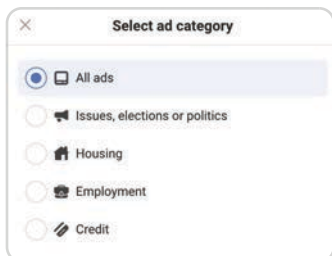 Select ad category
All ads
Issues, elections or politics
Housing
Employment
Credit